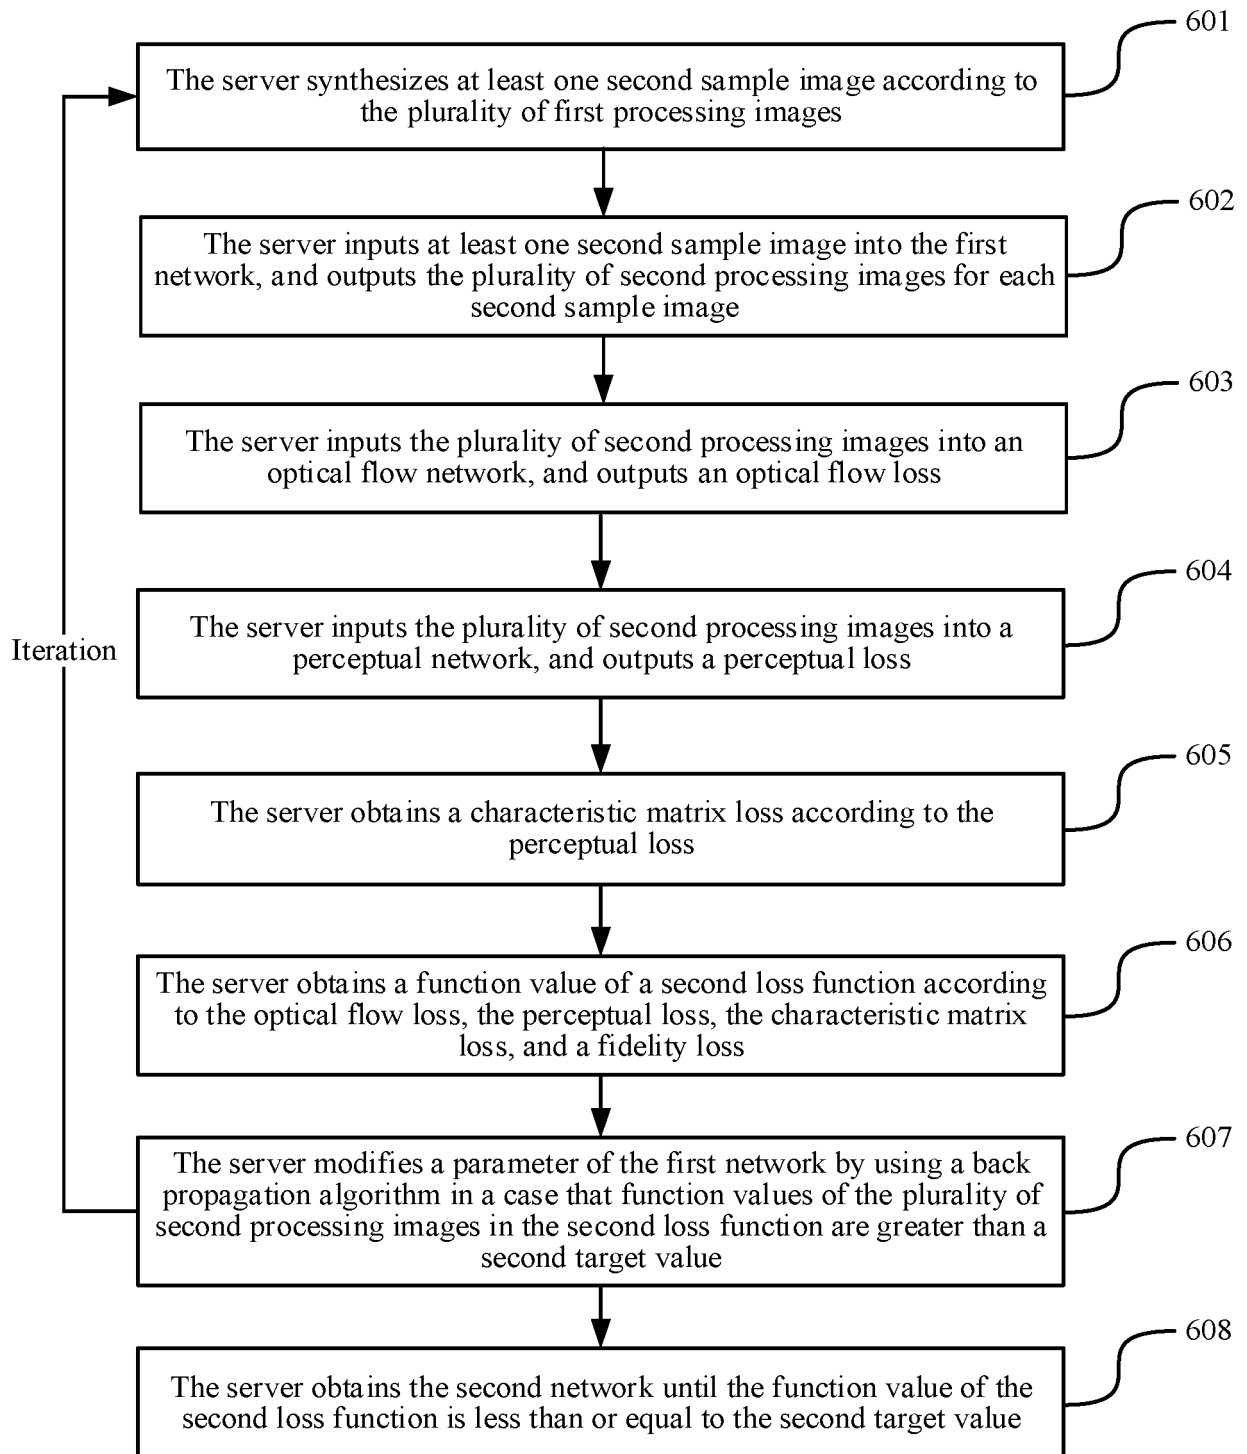 601
The server synthesizes at least one second sample image according to
the plurality of first processing images
602
The server inputs at least one second sample image into the first
network, and outputs the plurality of second processing images for each
second sample image
603
The server inputs the plurality of second processing images into an
optical flow network, and outputs an optical flow loss
604
The server inputs the plurality of second processing images into a
perceptual network, and outputs a perceptual loss
Iteration
605
The server obtains a characteristic matrix loss according to the
perceptual loss
606
The server obtains a function value of a second loss function according
to the optical flow loss, the perceptual loss, the characteristic matrix
loss, and a fidelity loss
607
The server modifies a parameter of the first network by using a back
propagation algorithm in a case that function values of the plurality of
second processing images in the second loss function are greater than a
second target value
608
The server obtains the second network until the function value of the
second loss function is less than or equal to the second target value